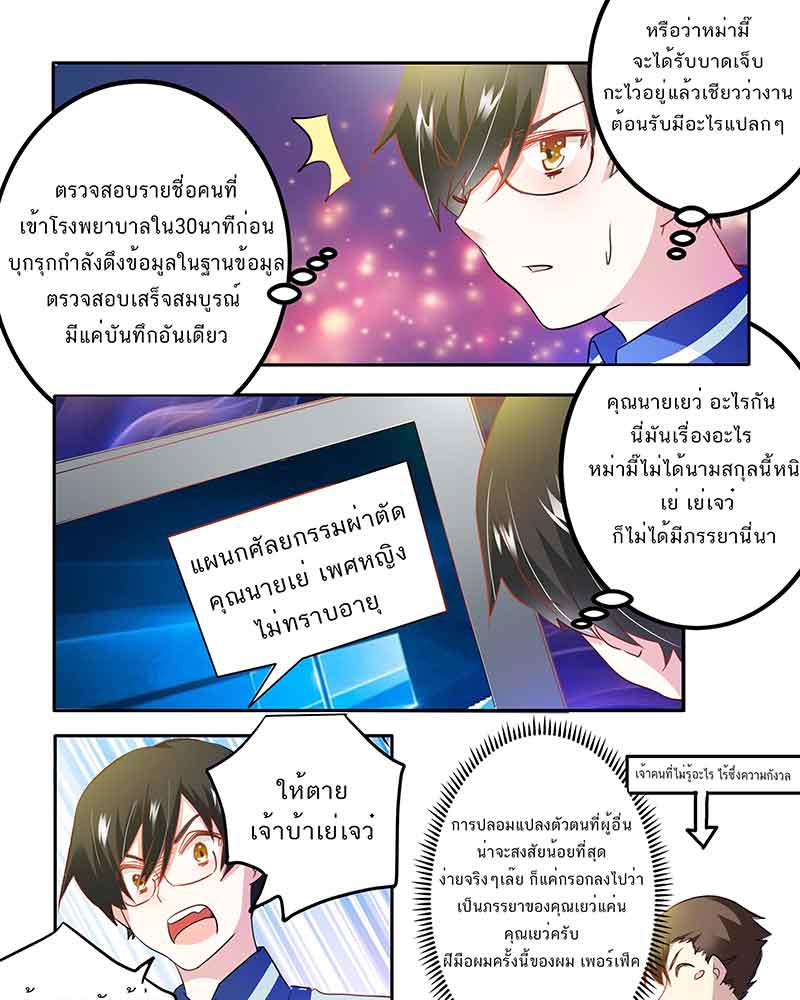 หรือว่าหม่ามี๊
จะได้รับบาดเจ็บ
กะไว้อยู่แล้วเชียวว่างาน
ต้อนรับมีอะไรแปลกๆ
ตรวจสอบรายชื่อคนที่
เข้าโรงพยาบาลใน30นาทีก่อน
บุกรุกกำลังดึงข้อมูลในฐานข้อมูล
ตรวจสอบเสร็จสมบูรณ์
มีแค่บันทึกอันเดียว
คุณนายเยว่ อะไรกัน
นี่มันเรื่องอะไร
หม่ามี๊ไม่ได้นามสกุลนี้หนิ
เย่ เย่เจว๋
ก็ไม่ได้มีภรรยานี่นา
แผนกศัลยกรรมผ่าตัด
คุณนายเย่ เพศหญิง
ไม่ทราบอายุ
ให้ตาย
เจ้าบ้าเย่เจว๋
เจ้าคนที่ไม่รู้อะไร ไร้ซึ่งความกังวล
การปลอมแปลงตัวตนที่ผู้อื่น
น่าจะสงสัยน้อยที่สุด
ง่ายจริงๆเล๊ย ก็แค่กรอกลงไปว่า
เป็นภรรยาของคุณเยว่แค่น
คุณเยว่ครับ
ฝีมือผมครั้งนี้ของผม เพอร์เฟ็ค